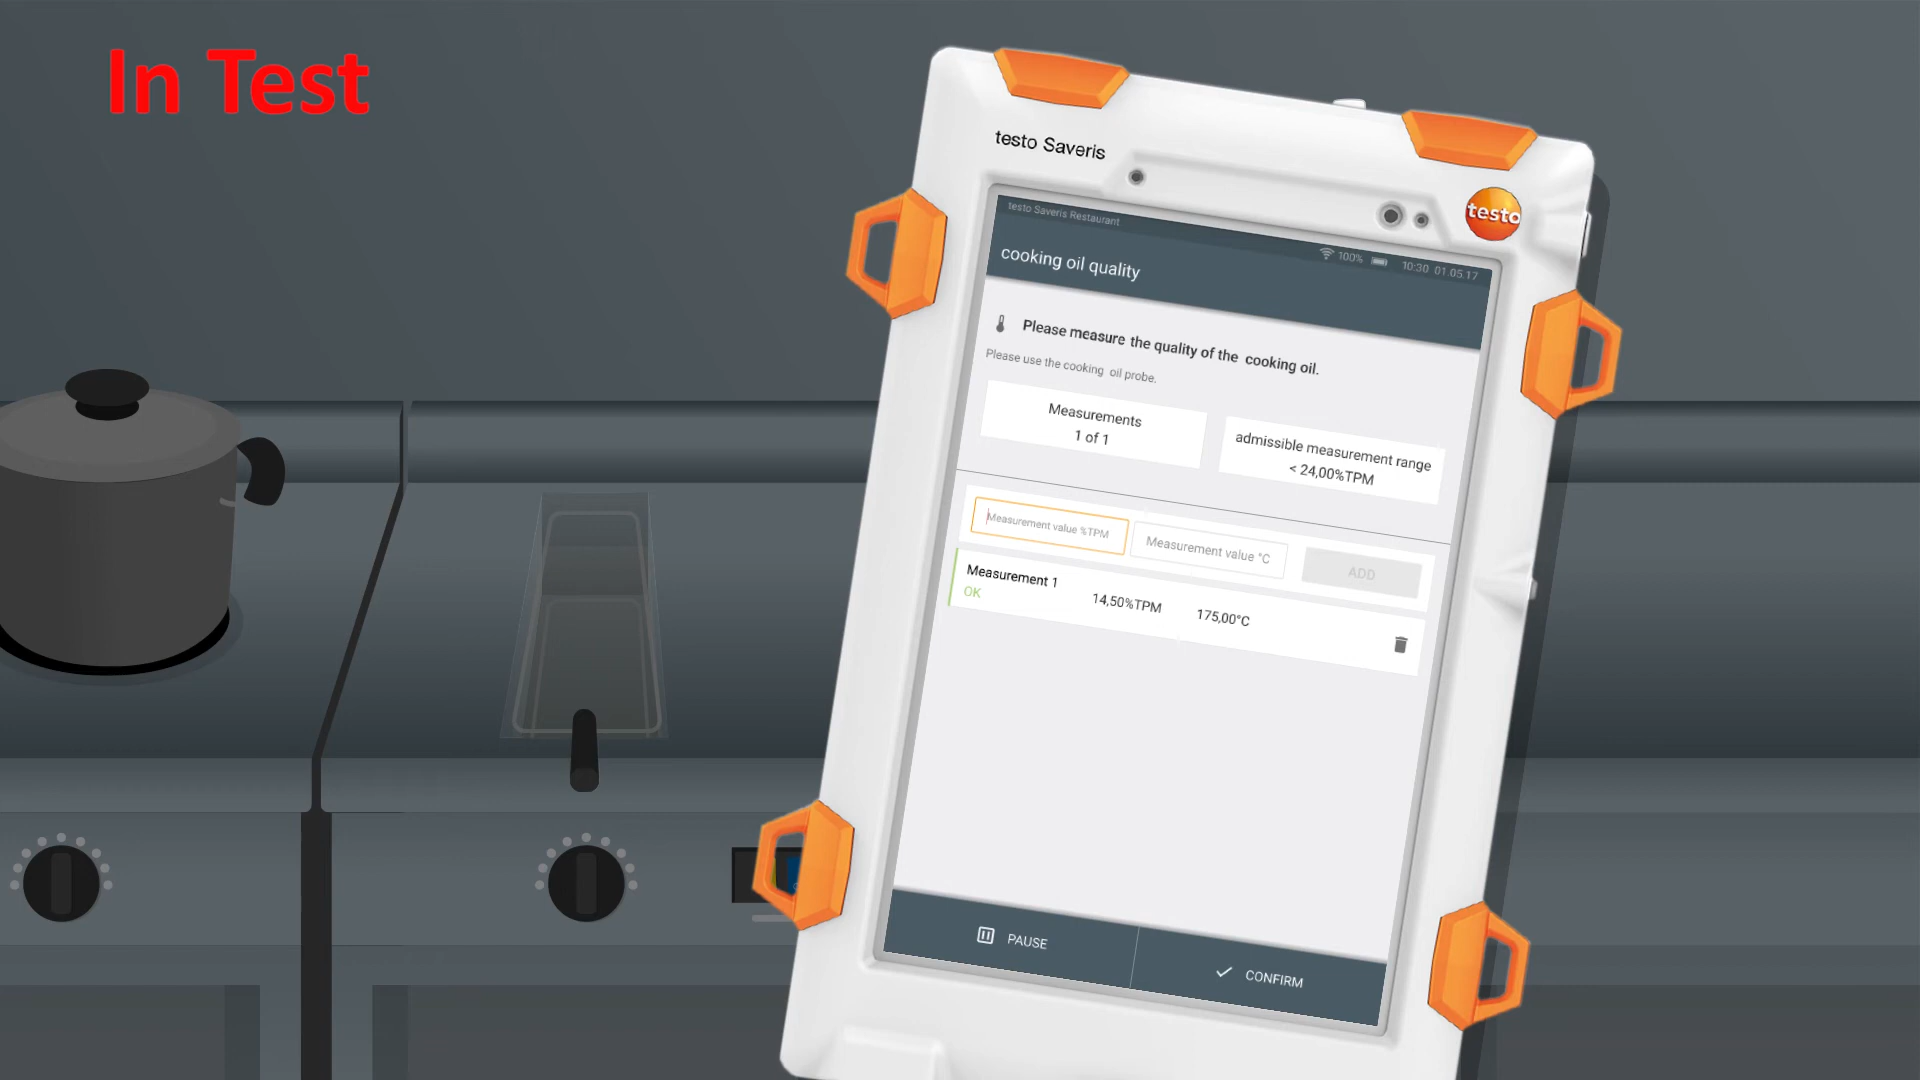 In Test
testo Saveris
testo
testo Saveris Restaurant
100% 10:30 01.05.17
cooking oil quality
Please measure the quality of the cooking oil.
Please use the cooking oil probe.
Measurements
1 of 1
admissible measurement range
< 24,00%TPM
Measurement value %TPM
Measurement value °C
ADD
Measurement 1
OK
14,50%TPM
175,00°C
PAUSE
CONFIRM